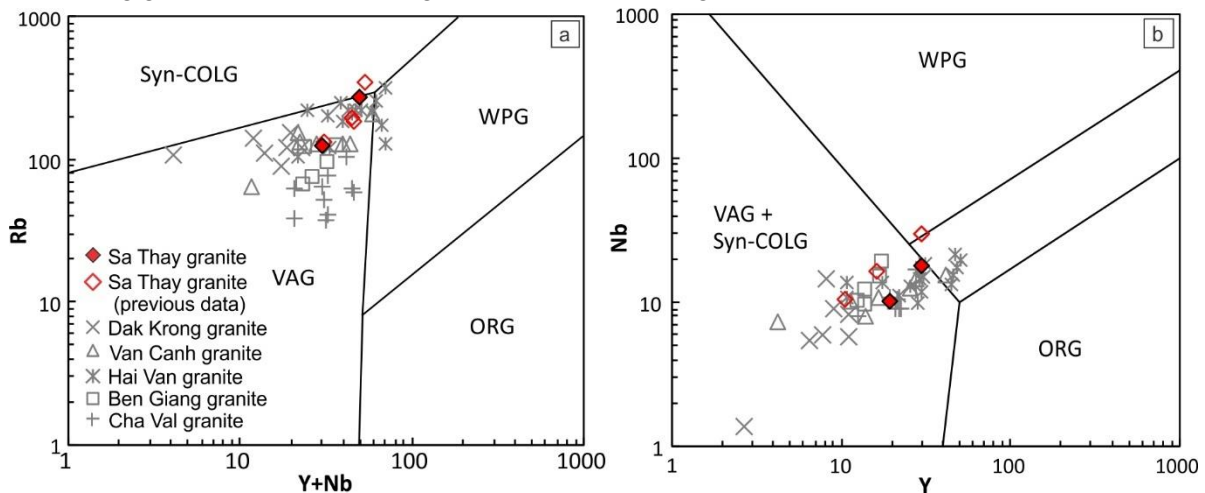 1000
a
Syn-COLG
WPG
100
Rb
Sa Thay granite
Sa Thay granite
(previous data)
Dak Krong granite
Van Canh granite
Hai Van granite
Ben Giang granite
Cha Val granite
VAG
10
ORG
1
1
10
100
1000
Y+Nb
1000
b
WPG
100
Nb
VAG +
Syn-COLG
10
ORG
1
1
10
100
1000
Y